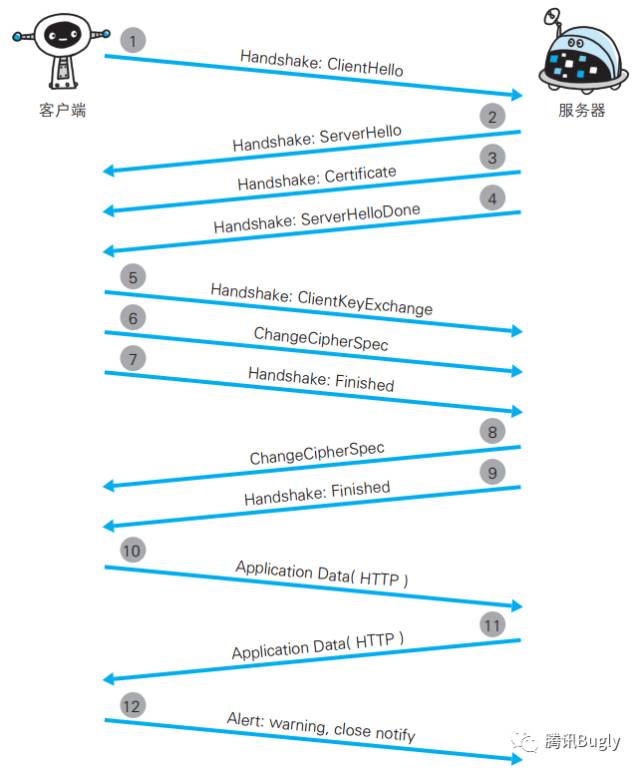 1
Handshake: ClientHello
客户端
服务器
2
Handshake: ServerHello
3
Handshake: Certificate
4
Handshake: ServerHelloDone
5
Handshake: ClientKeyExchange
6
ChangeCipherSpec
7
Handshake: Finished
8
ChangeCipherSpec
9
Handshake: Finished
10
Application Data( HTTP )
11
Application Data( HTTP )
12
Alert: warning, close notify
腾讯Bugly